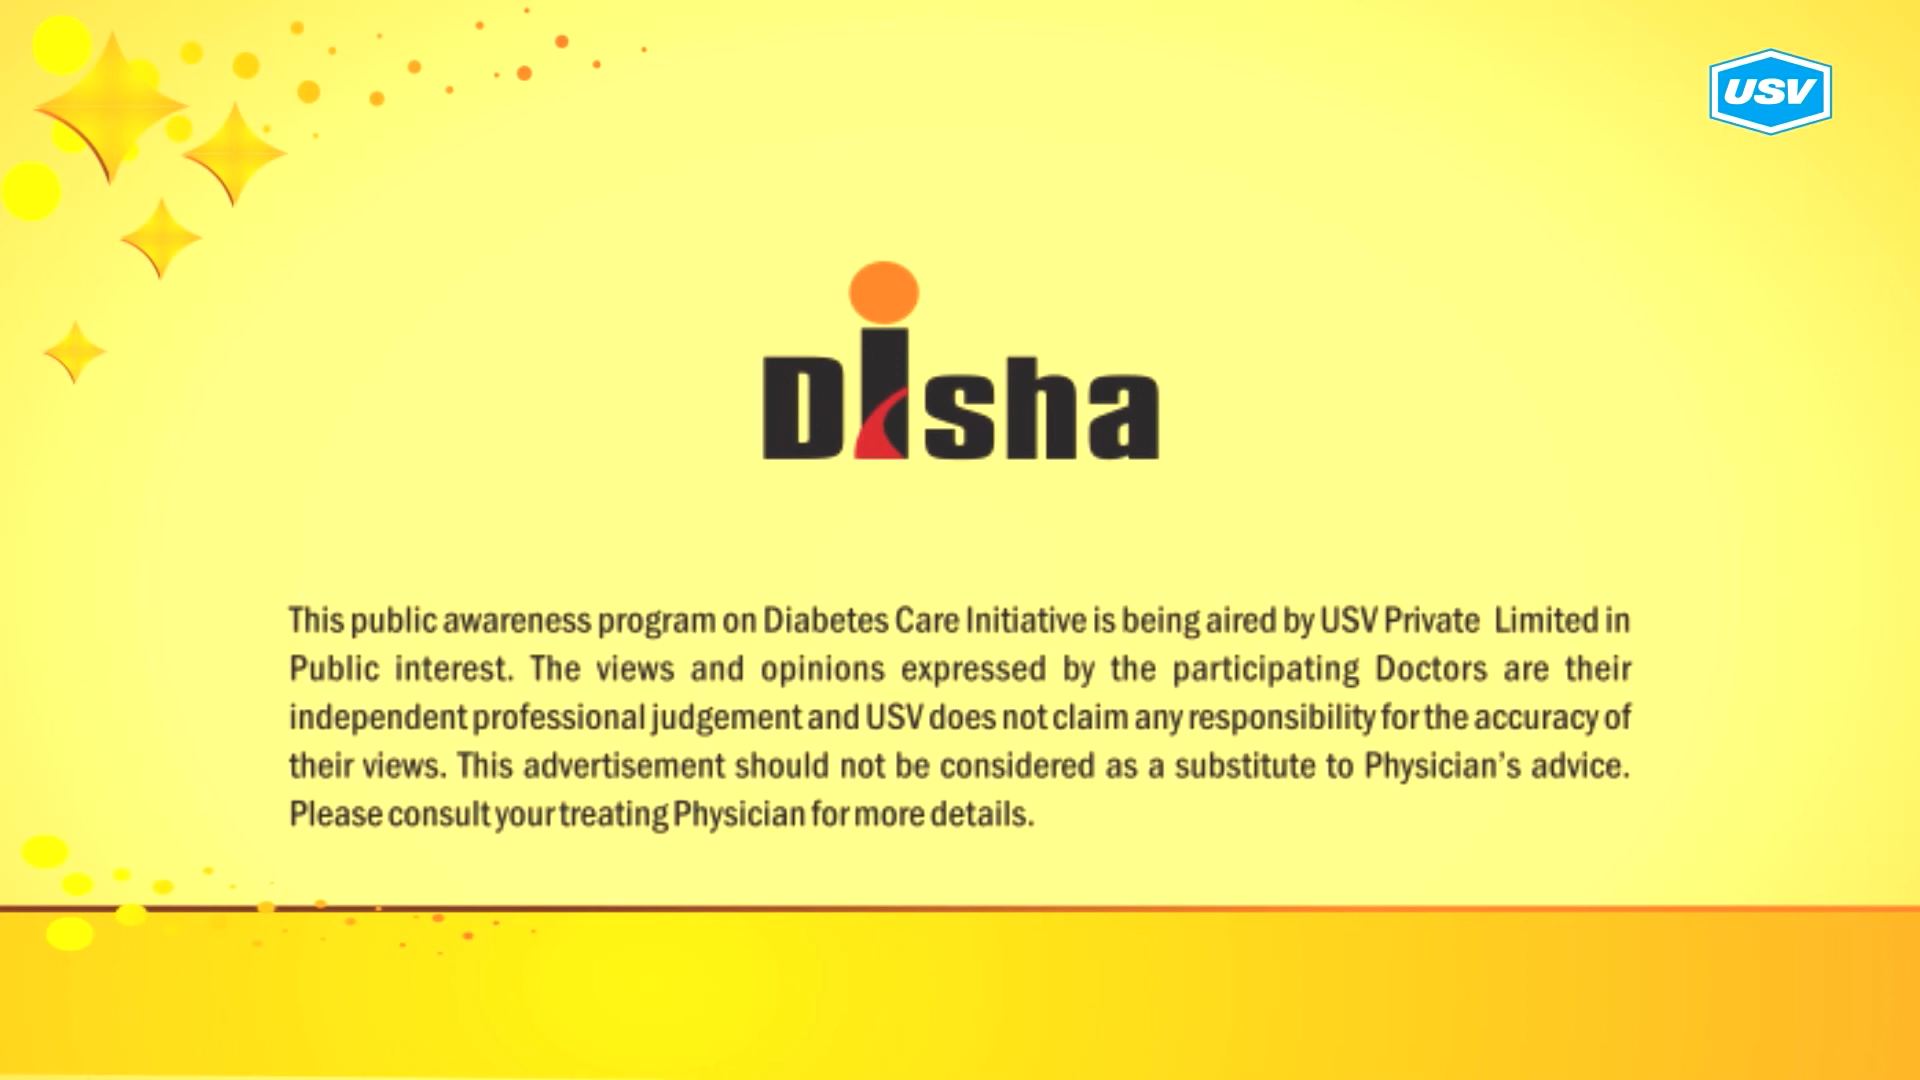 USV
Disha
This public awareness program on Diabetes Care Initiative is being aired by USV Private Limited in
Public interest. The views and opinions expressed by the participating Doctors are their
independent professional judgement and USV does not claim any responsibility for the accuracy of
their views. This advertisement should not be considered as a substitute to Physician's advice.
Please consult your treating Physician for more details.